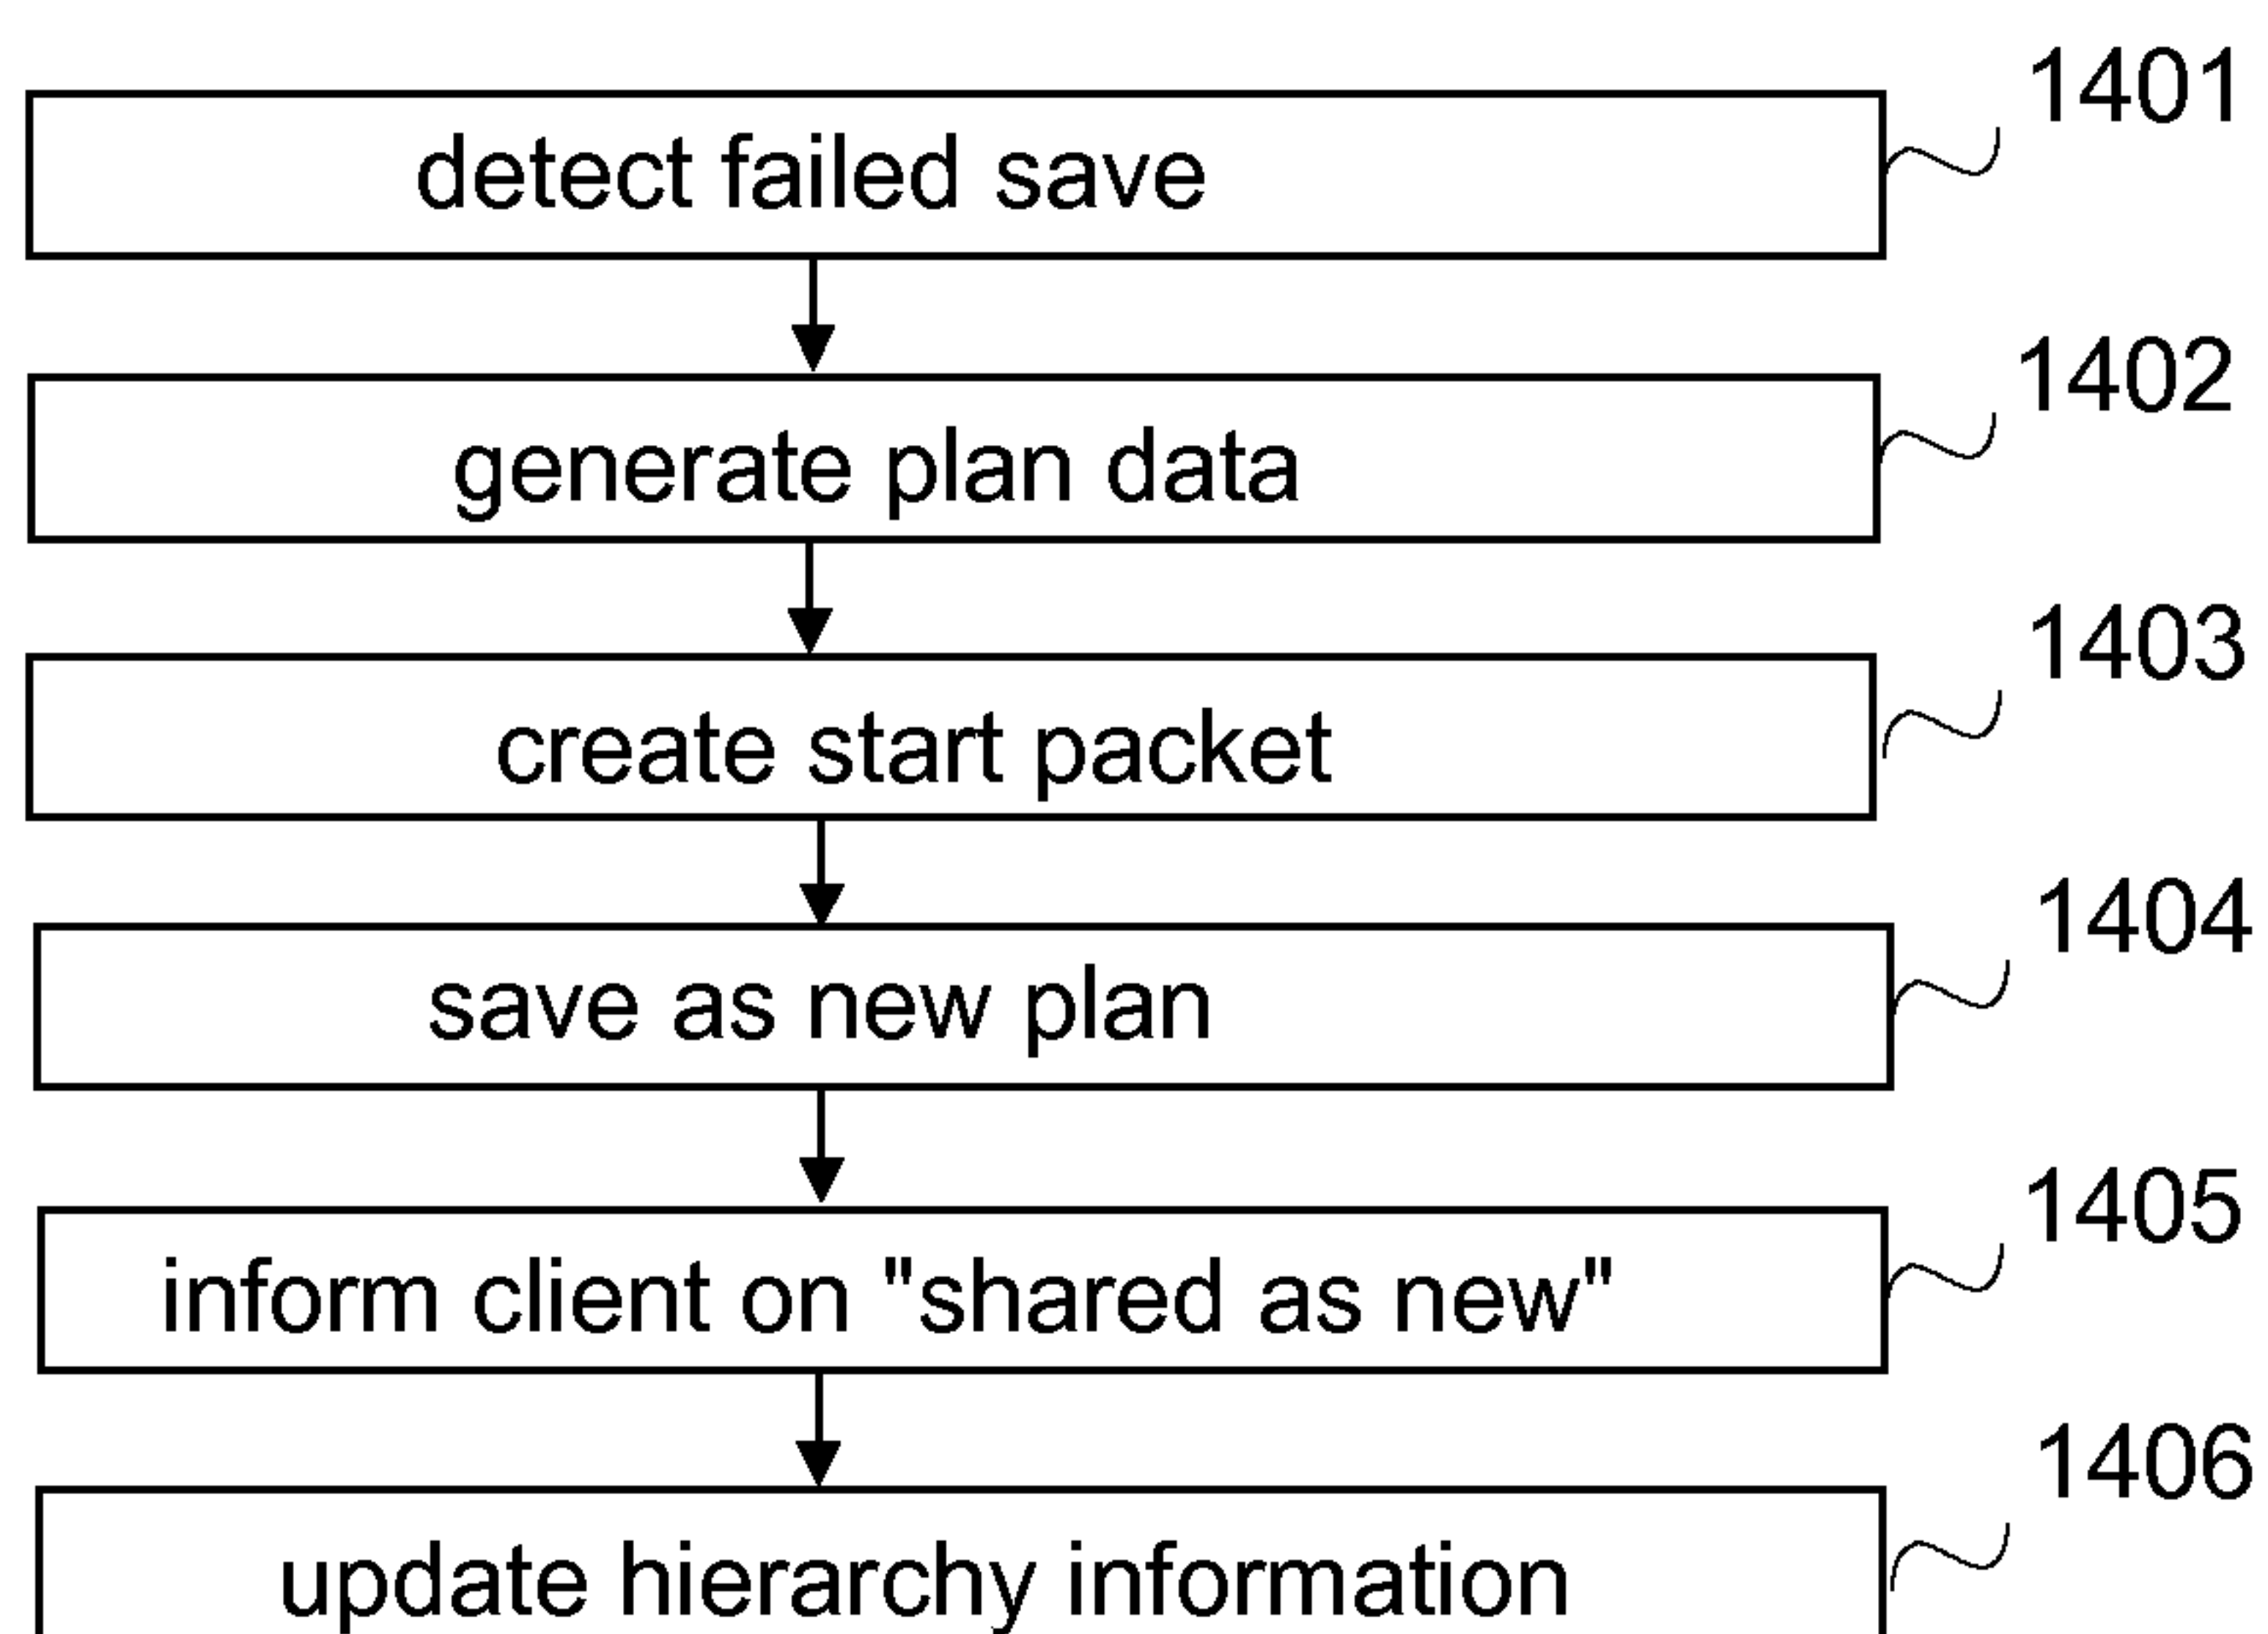 1401
detect failed save
1402
generate plan data
1403
create start packet
1404
save as new plan
1405
inform client on "shared as new"
1406
update hierarchy information